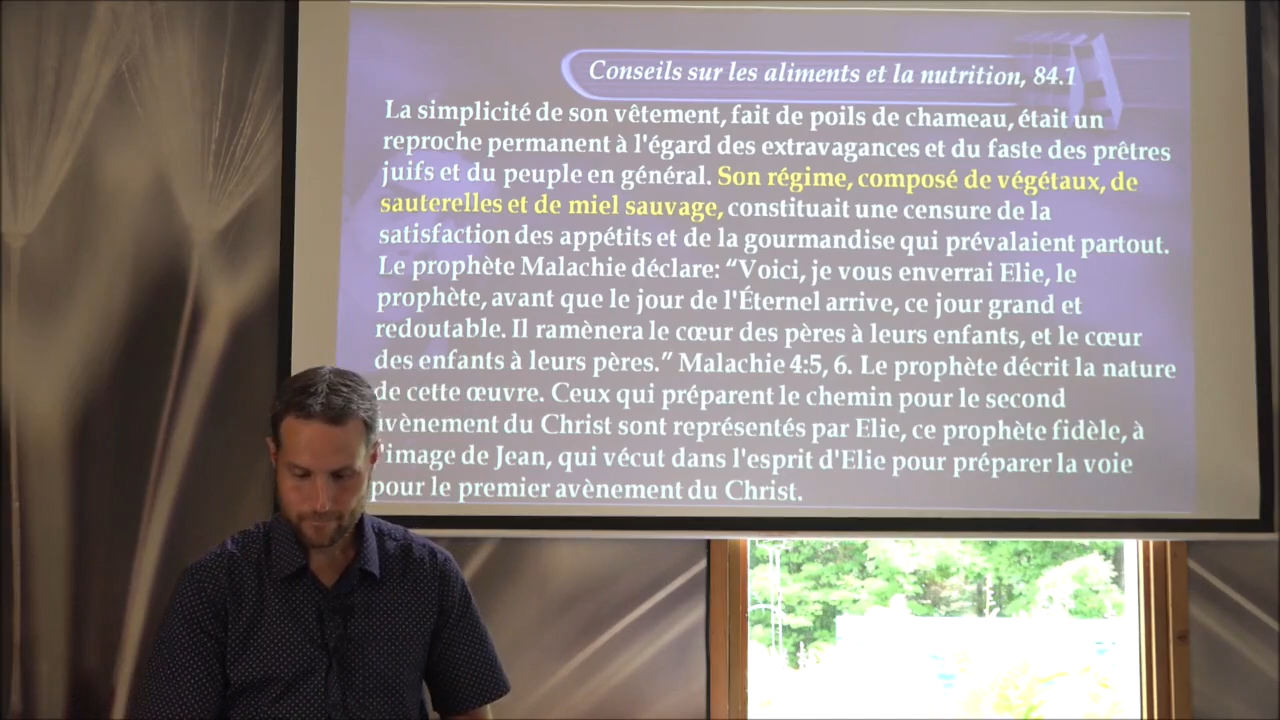 Conseils sur les aliments et la nutrition, 84.1
La simplicité de son vêtement, fait de poils de chameau, était un
reproche permanent à l'égard des extravagances et du faste des prêtres
juifs et du peuple en général. Son régime, composé de végétaux, de
sauterelles et de miel sauvage, constituait une censure de la
satisfaction des appétits et de la gourmandise qui prévalaient partout.
Le prophète Malachie déclare: “Voici, je vous enverrai Elie, le
prophète, avant que le jour de l'Éternel arrive, ce jour grand et
redoutable. Il ramènera le cœur des pères à leurs enfants, et le cœur
des enfants à leurs pères.” Malachie 4:5, 6. Le prophète décrit la nature
de cette œuvre. Ceux qui préparent le chemin pour le second
avènement du Christ sont représentés par Elie, ce prophète fidèle, à
l'image de Jean, qui vécut dans l'esprit d'Elie pour préparer la voie
pour le premier avènement du Christ.